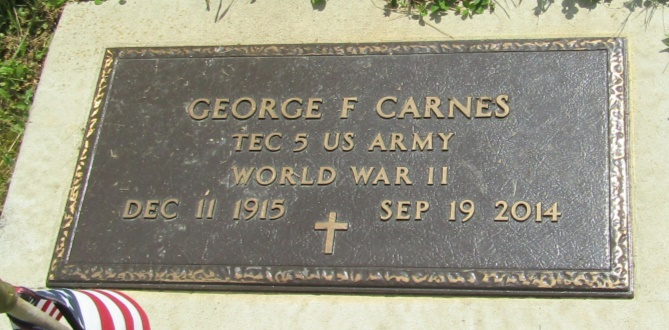 GEORGE F CARNES
TEC 5 US ARMY
WORLD WAR II
DEC 11 1915 SEP 19 2014